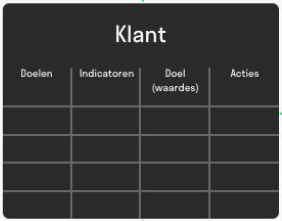 Klant
Doelen Indicatoren Doel Acties
(waardes)